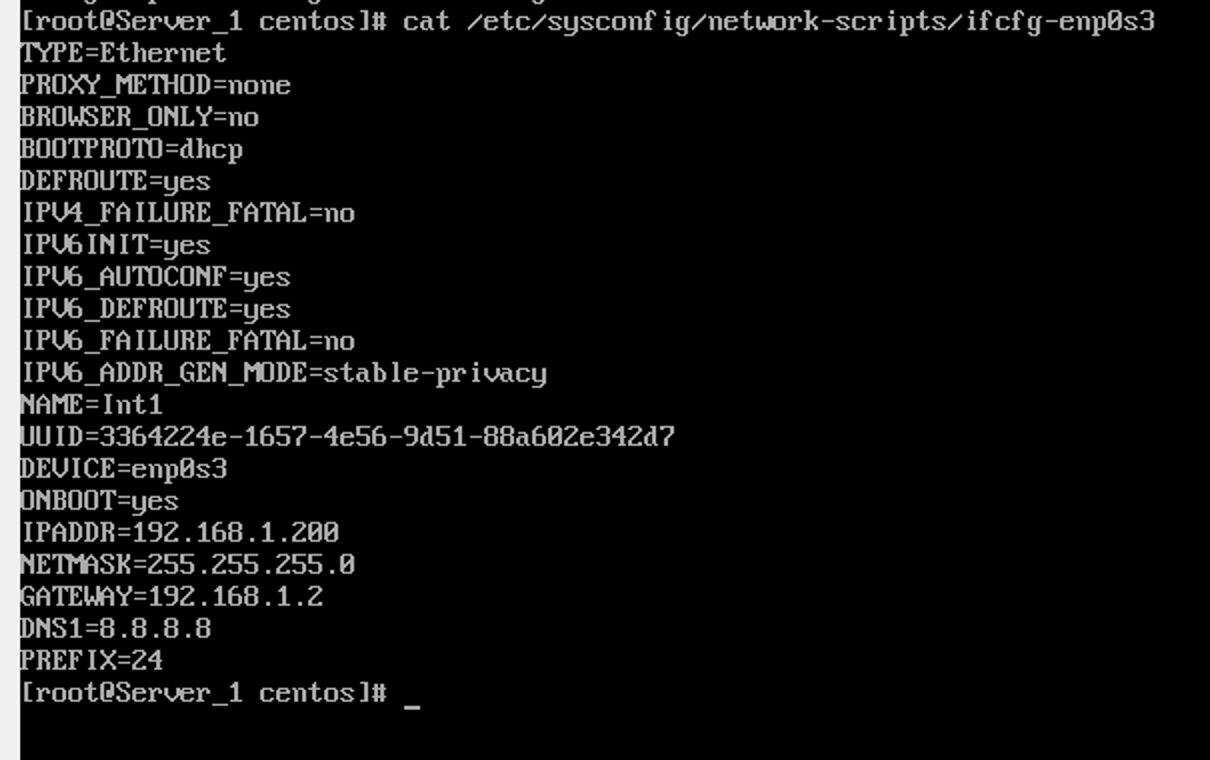 [root@Server_1 centos]# cat /etc/sysconfig/network-scripts/ifcfg-enp0s3
TYPE=Ethernet
PROXY_METHOD=none
BROWSER_ONLY=no
BOOTPROTO=dhcp
DEFROUTE=yes
IPV4_FAILURE_FATAL=no
IPV6INIT=yes
IPV6_AUTOCONF=yes
IPV6_DEFROUTE=yes
IPV6_FAILURE_FATAL=no
IPV6_ADDR_GEN_MODE=stable-privacy
NAME=Int1
UUID=3364224e-1657-4e56-9d51-88a602e342d7
DEVICE=enp0s3
ONBOOT=yes
IPADDR=192.168.1.200
NETMASK=255.255.255.0
GATEWAY=192.168.1.2
DNS1=8.8.8.8
PREFIX=24
[root@Server_1 centos]# _